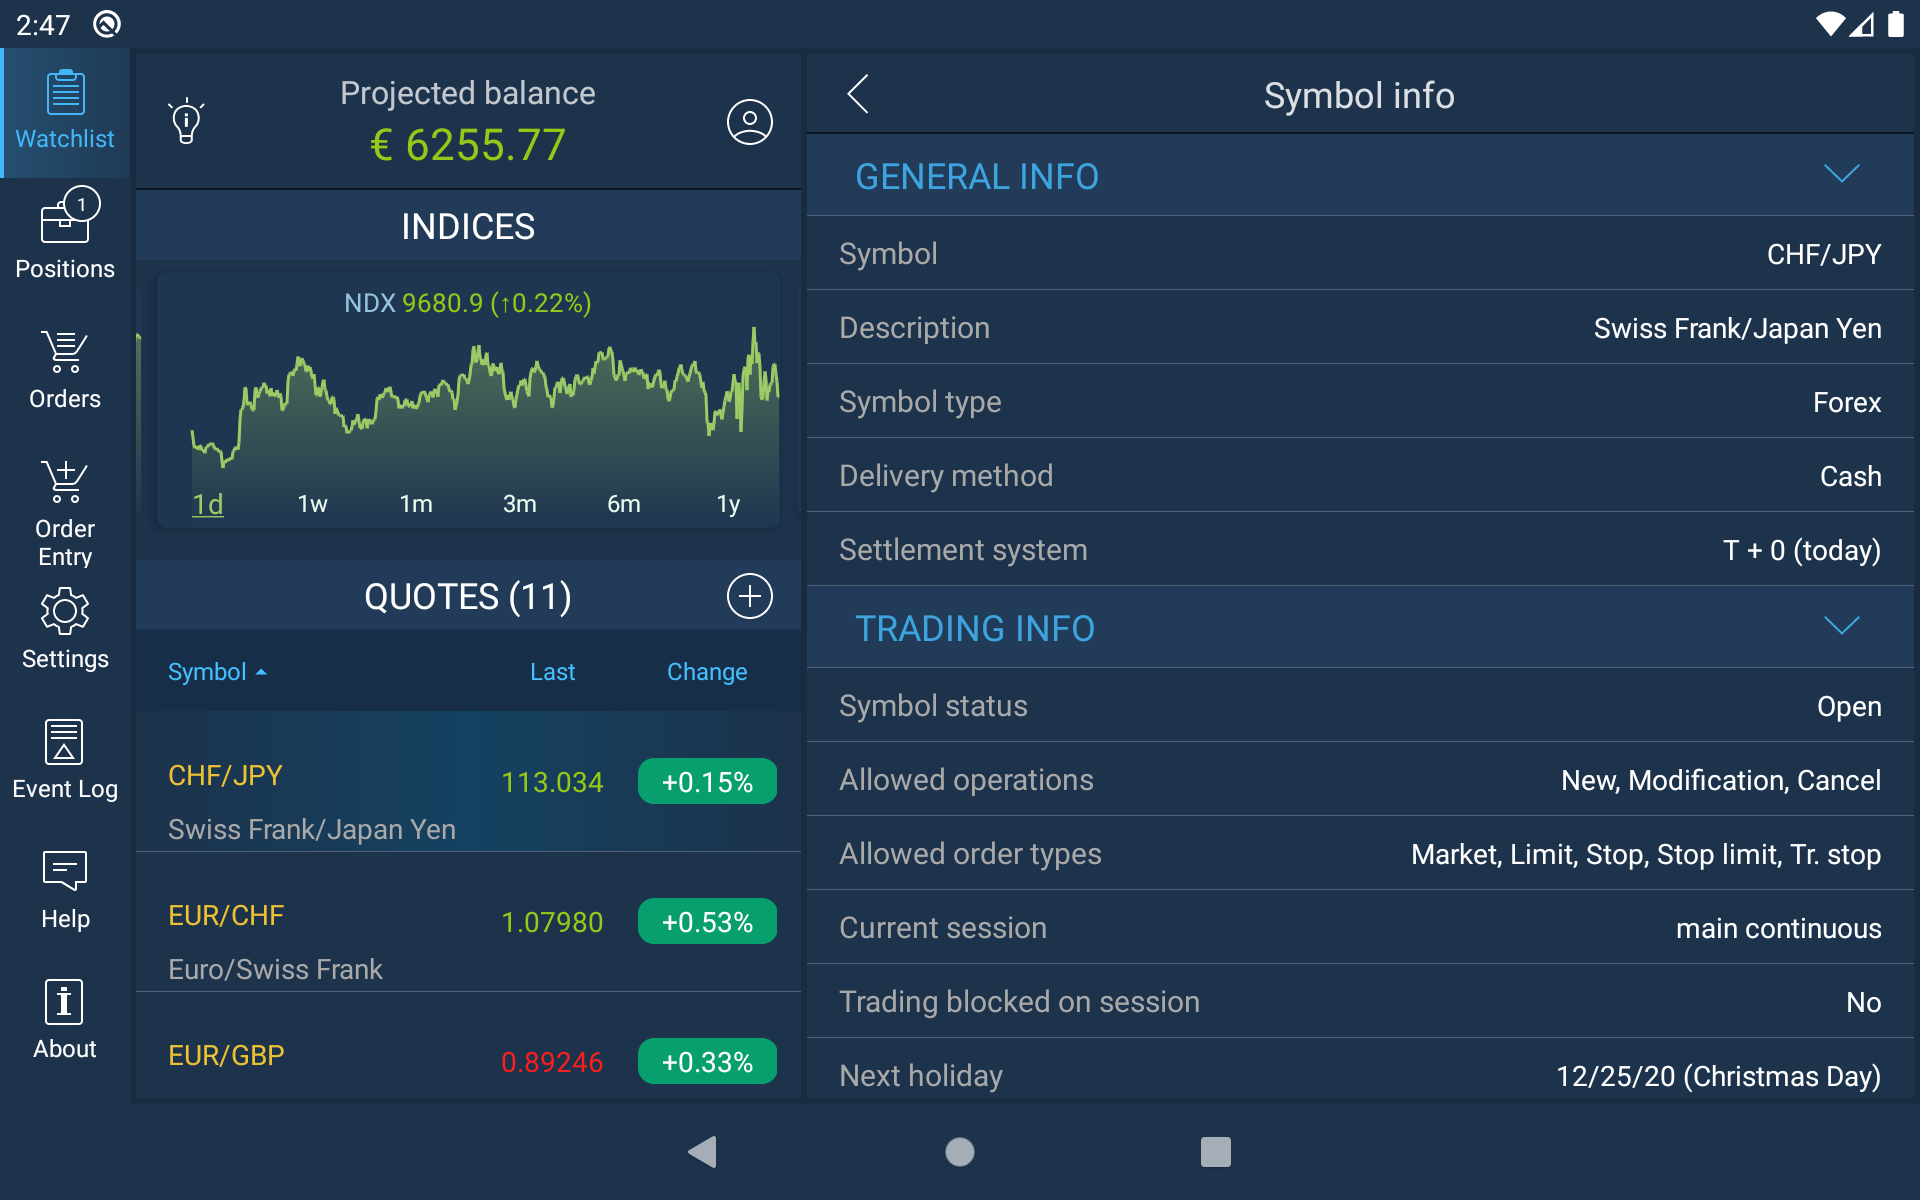 2:47
Watchlist
1
Positions
Orders
Order
Entry
Settings
Event Log
Help
About
Projected balance
€ 6255.77
INDICES
NDX 9680.9 (↑0.22%)
1d 1w 1m 3m 6m 1y
QUOTES (11)
Symbol Last Change
CHF/JPY 113.034 +0.15%
Swiss Frank/Japan Yen
EUR/CHF 1.07980 +0.53%
Euro/Swiss Frank
EUR/GBP 0.89246 +0.33%
Symbol info
GENERAL INFO
Symbol CHF/JPY
Description Swiss Frank/Japan Yen
Symbol type Forex
Delivery method Cash
Settlement system T + 0 (today)
TRADING INFO
Symbol status Open
Allowed operations New, Modification, Cancel
Allowed order types Market, Limit, Stop, Stop limit, Tr. stop
Current session main continuous
Trading blocked on session No
Next holiday 12/25/20 (Christmas Day)